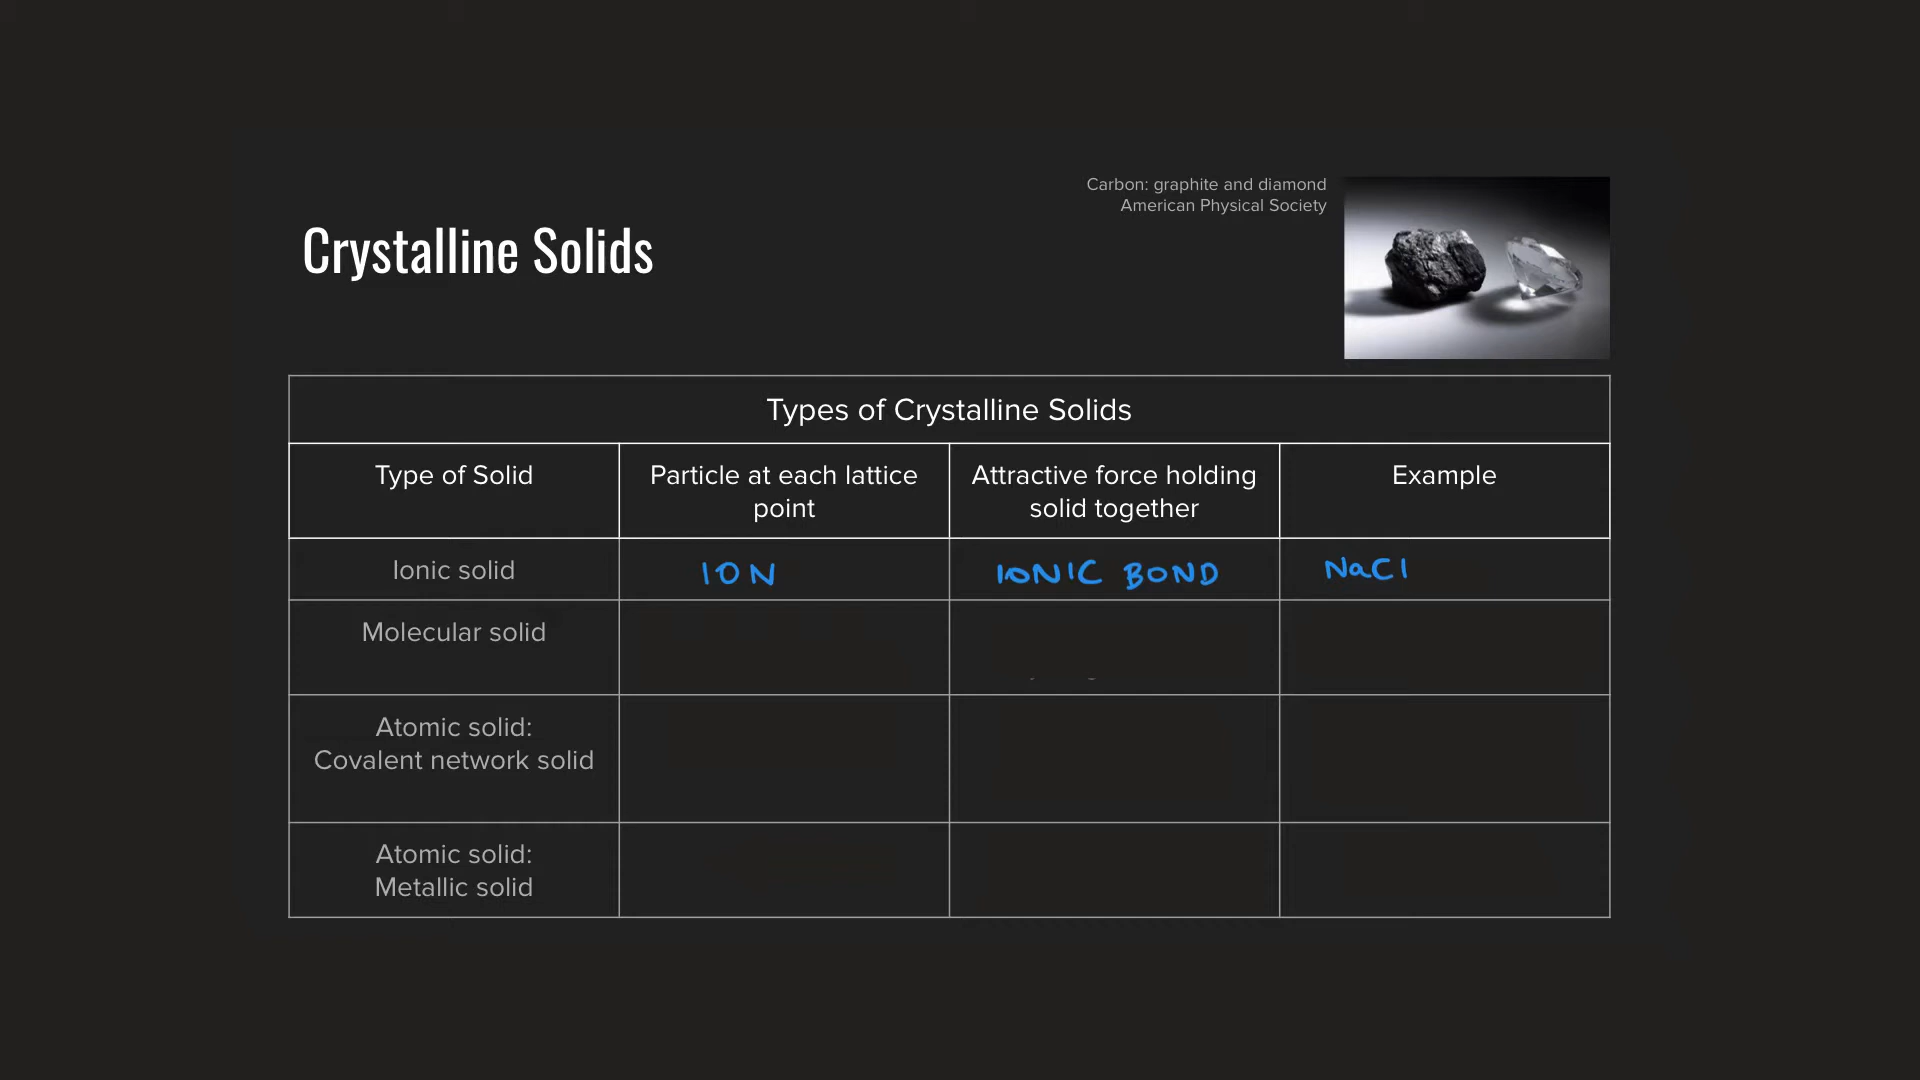 Carbon: graphite and diamond
American Physical Society
Crystalline Solids
Types of Crystalline Solids
Type of Solid
Particle at each lattice
point
Attractive force holding
solid together
Example
Ionic solid
ION
IONIC BOND
NaCl
Molecular solid
Atomic solid:
Covalent network solid
Atomic solid:
Metallic solid